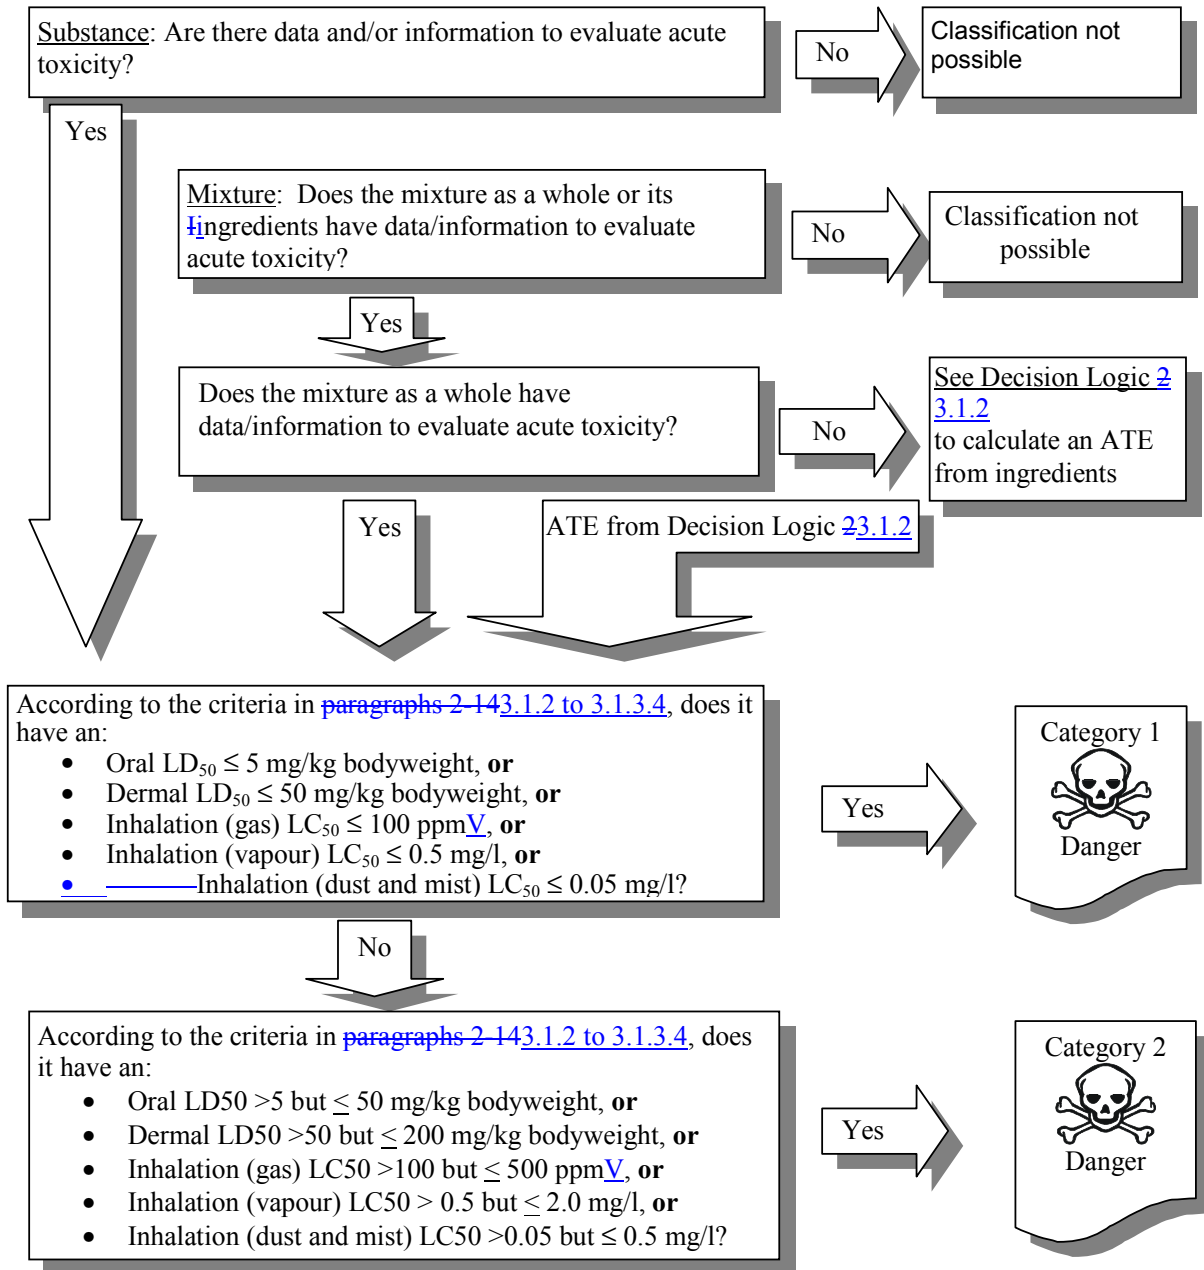 Substance: Are there data and/or information to evaluate acute
toxicity?
No
Classification not
possible
Yes
Mixture:  Does the mixture as a whole or its
Iingredients have data/information to evaluate
acute toxicity?
No
Classification not
possible
Yes
Does the mixture as a whole have
data/information to evaluate acute toxicity?
No
See Decision Logic 2
3.1.2
to calculate an ATE
from ingredients
Yes
ATE from Decision Logic 23.1.2
According to the criteria in paragraphs 2-143.1.2 to 3.1.3.4, does it
have an:
• Oral LD50 ≤ 5 mg/kg bodyweight, or
• Dermal LD50 ≤ 50 mg/kg bodyweight, or
• Inhalation (gas) LC50 ≤ 100 ppmV, or
• Inhalation (vapour) LC50 ≤ 0.5 mg/l, or
• Inhalation (dust and mist) LC50 ≤ 0.05 mg/l?
Yes
Category 1
Danger
No
According to the criteria in paragraphs 2-143.1.2 to 3.1.3.4, does
it have an:
• Oral LD50 >5 but ≤ 50 mg/kg bodyweight, or
• Dermal LD50 >50 but ≤ 200 mg/kg bodyweight, or
• Inhalation (gas) LC50 >100 but ≤ 500 ppmV, or
• Inhalation (vapour) LC50 > 0.5 but ≤ 2.0 mg/l, or
• Inhalation (dust and mist) LC50 >0.05 but ≤ 0.5 mg/l?
Yes
Category 2
Danger